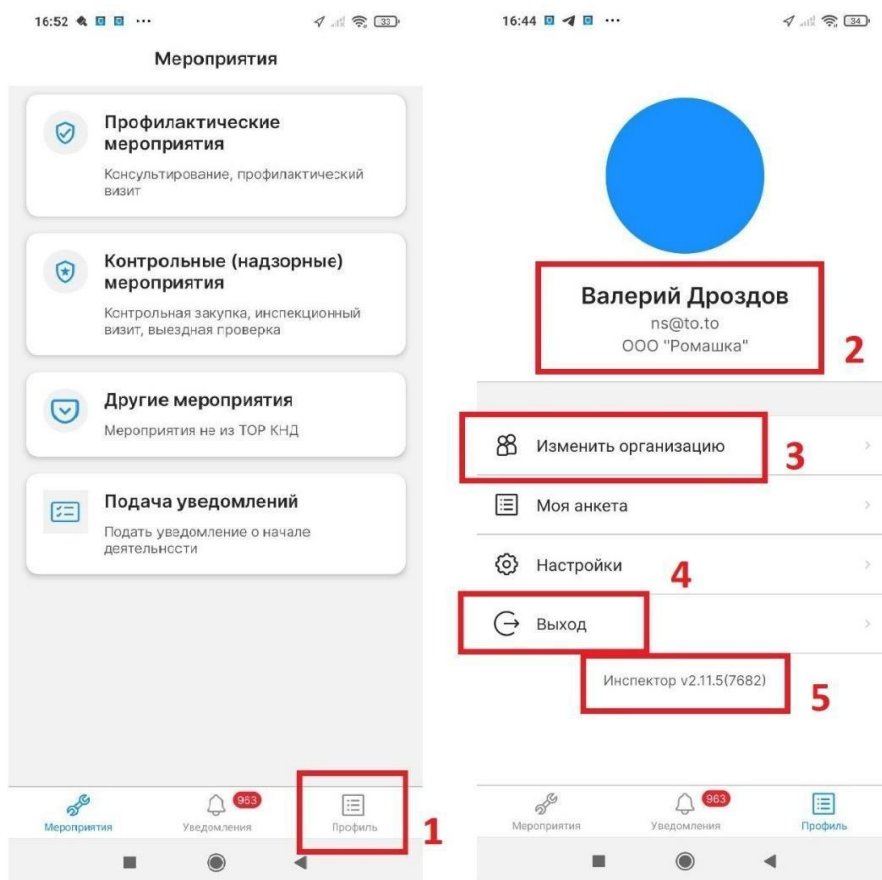 16:52
33
Мероприятия
Профилактические
мероприятия
Консультирование, профилактический
визит
Контрольные (надзорные)
мероприятия
Контрольная закупка, инспекционный
визит, выездная проверка
Другие мероприятия
Мероприятия не из ТОР КНД
Подача уведомлений
Подать уведомление о начале
деятельности
963
Мероприятия
Уведомления
Профиль
1
16:44
34
Валерий Дроздов
ns@to.to
ООО "Ромашка"
2
Изменить организацию
3
Моя анкета
Настройки
4
Выход
Инспектор v2.11.5(7682)
5
963
Мероприятия
Уведомления
Профиль